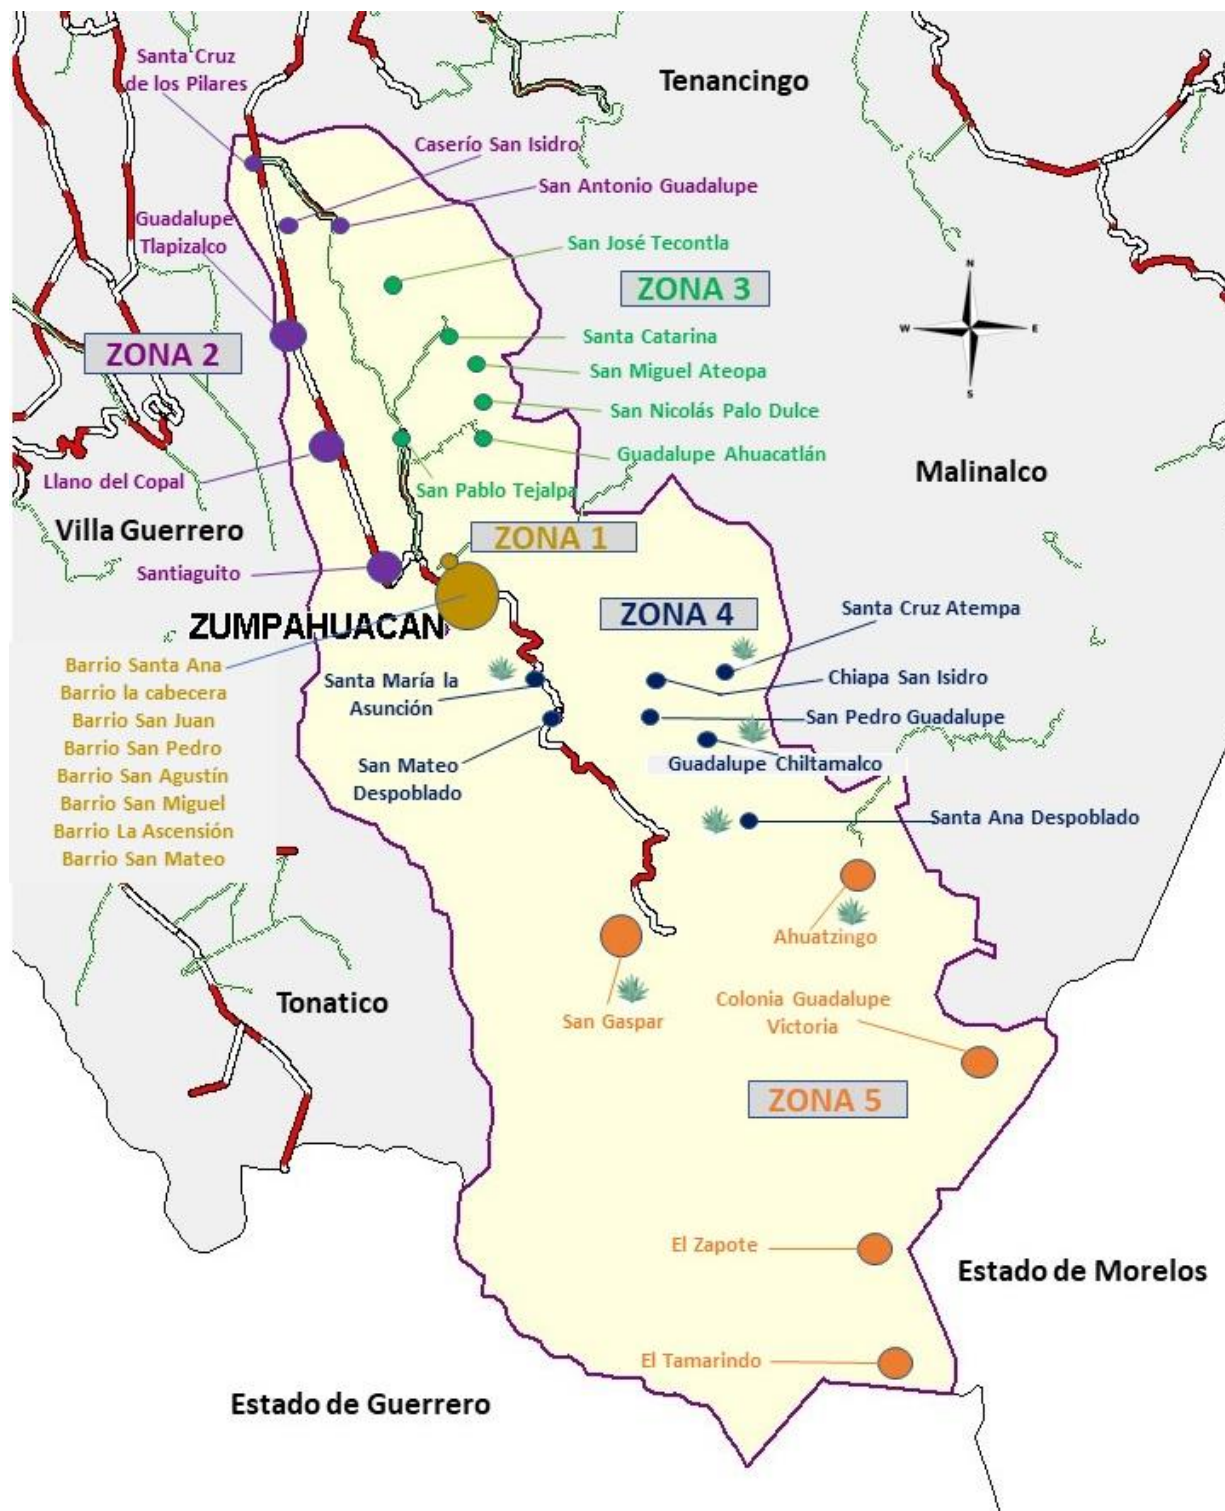 Santa Cruz
de los Pilares
Tenancingo
Caserío San Isidro
San Antonio Guadalupe
Guadalupe
Tlapizalco
San José Tecontla
ZONA 3
N
W
E
S
Santa Catarina
ZONA 2
San Miguel Ateopa
San Nicolás Palo Dulce
Guadalupe Ahuacatlán
Malinalco
Llano del Copal
San Pablo Tejalpa
Villa Guerrero
ZONA 1
Santiaguito
ZUMPAHUACAN
ZONA 4
Santa Cruz Atempa
Barrio Santa Ana
Barrio la cabecera
Barrio San Juan
Barrio San Pedro
Barrio San Agustín
Barrio San Miguel
Barrio La Ascensión
Barrio San Mateo
Santa María la
Asunción
Chiapa San Isidro
San Pedro Guadalupe
San Mateo
Despoblado
Guadalupe Chiltamalco
Santa Ana Despoblado
Ahuatzingo
Tonatico
San Gaspar
Colonia Guadalupe
Victoria
ZONA 5
El Zapote
Estado de Morelos
El Tamarindo
Estado de Guerrero